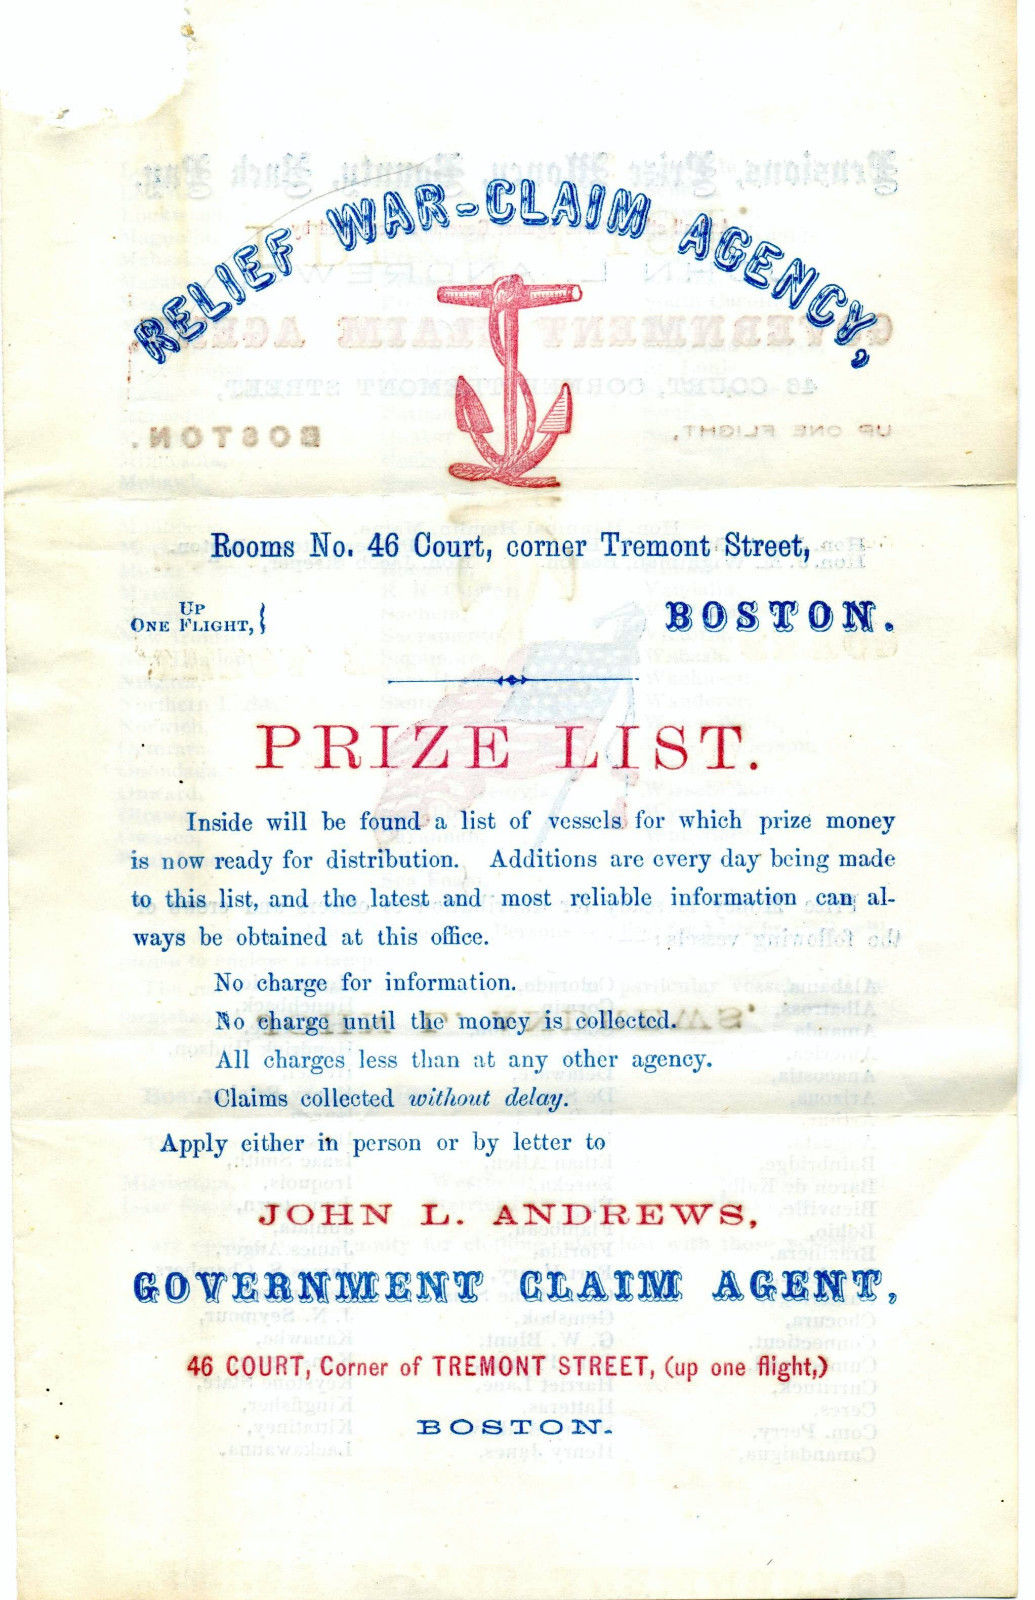 RELIEF WAR-CLAIM AGENCY,
Rooms No. 46 Court, corner Tremont Street,
UP
ONE FLIGHT, }
BOSTON.
PRIZE LIST.
Inside will be found a list of vessels for which prize money
is now ready for distribution. Additions are every day being made
to this list, and the latest and most reliable information can al-
ways be obtained at this office.
No charge for information.
No charge until the money is collected.
All charges less than at any other agency.
Claims collected without delay.
Apply either in person or by letter to
JOHN L. ANDREWS,
GOVERNMENT CLAIM AGENT,
46 COURT, Corner of TREMONT STREET, (up one flight,)
BOSTON.